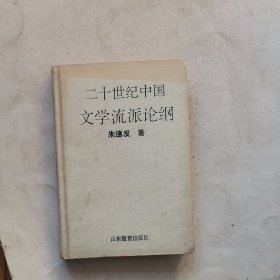 二十世纪中国
文学流派论纲
朱德发 著
山东教育出版社